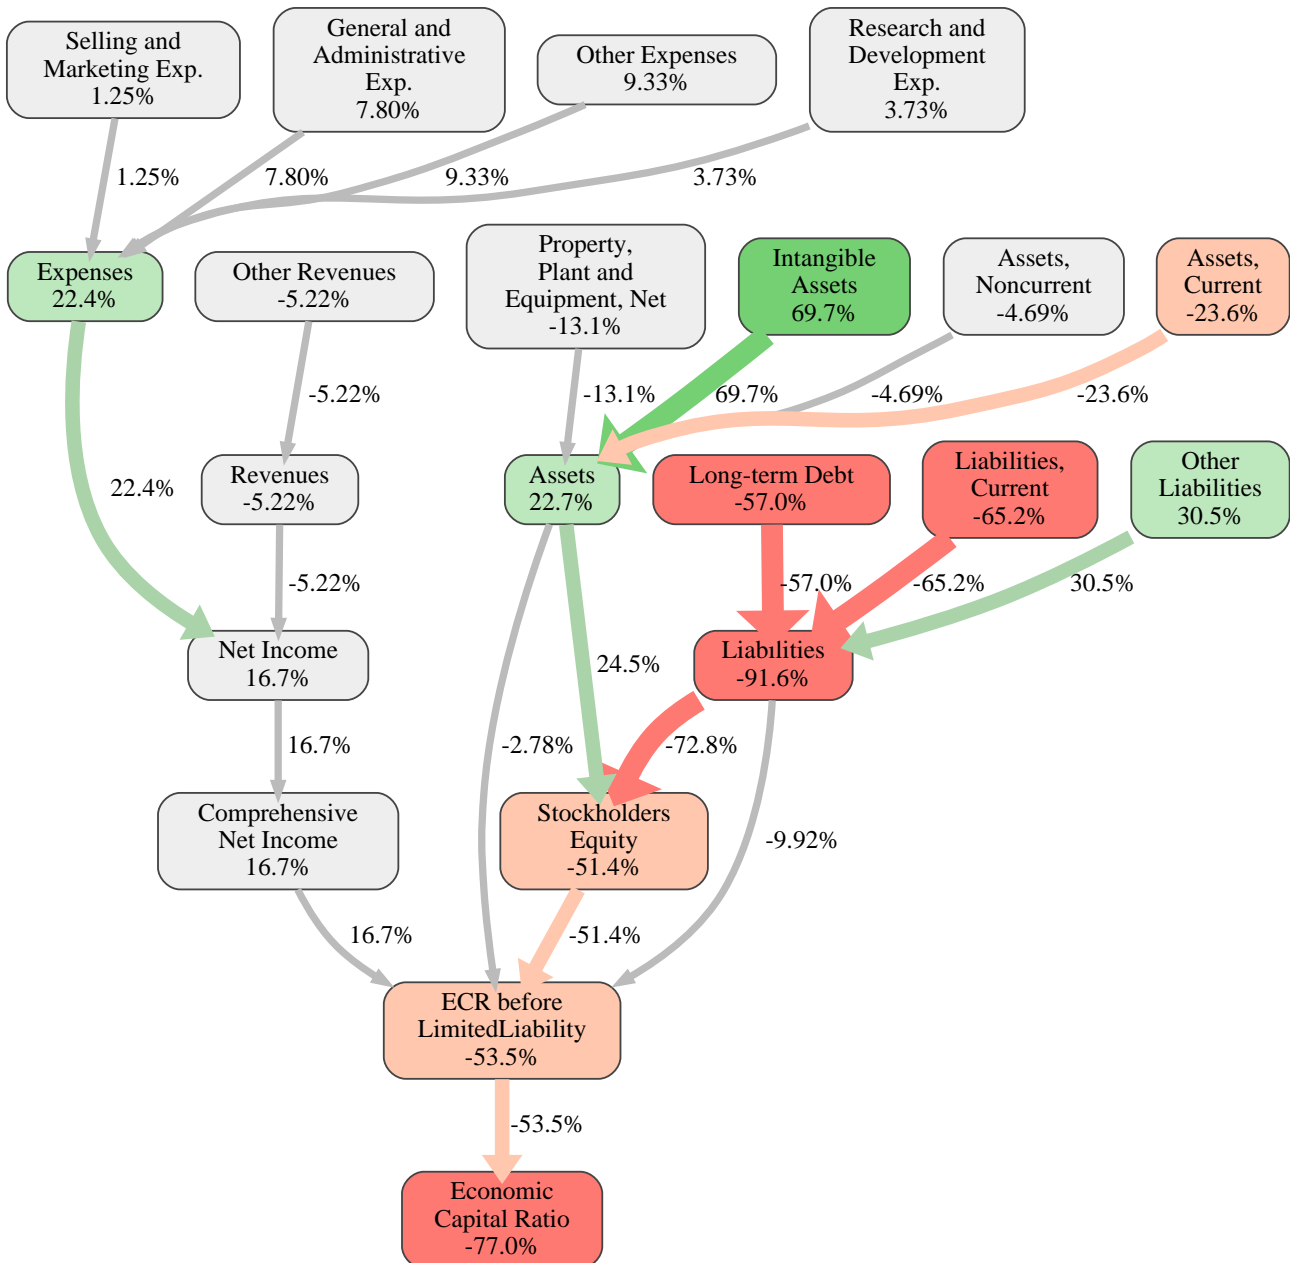 Selling and
Marketing Exp.
1.25%
General and
Administrative
Exp.
7.80%
Other Expenses
9.33%
Research and
Development
Exp.
3.73%
1.25%
7.80%
9.33%
3.73%
Expenses
22.4%
Other Revenues
-5.22%
Property,
Plant and
Equipment, Net
-13.1%
Intangible
Assets
69.7%
Assets,
Noncurrent
-4.69%
Assets,
Current
-23.6%
-5.22%
-13.1%
69.7%
-4.69%
-23.6%
22.4%
Revenues
-5.22%
Assets
22.7%
Long-term Debt
-57.0%
Liabilities,
Current
-65.2%
Other
Liabilities
30.5%
-5.22%
-57.0%
-65.2%
30.5%
Net Income
16.7%
24.5%
Liabilities
-91.6%
16.7%
-2.78%
-72.8%
Comprehensive
Net Income
16.7%
Stockholders
Equity
-51.4%
-9.92%
16.7%
-51.4%
ECR before
LimitedLiability
-53.5%
-53.5%
Economic
Capital Ratio
-77.0%